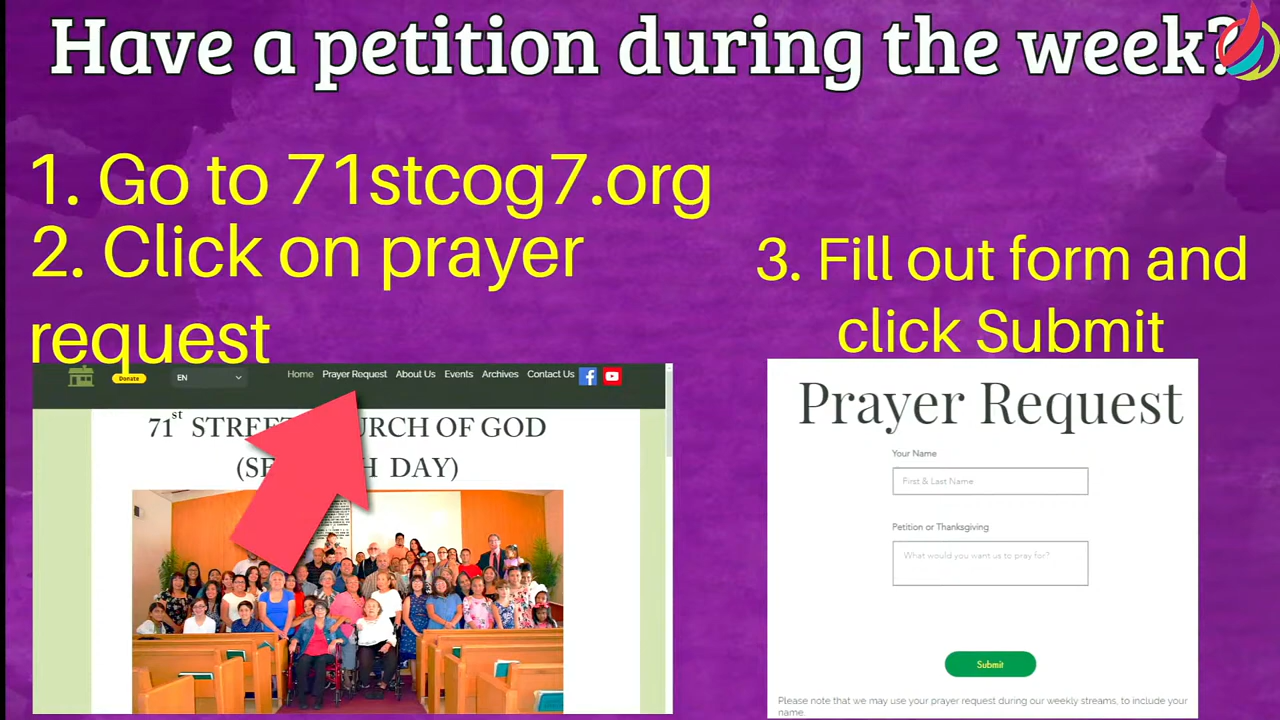 Have a petition during the week?
1. Go to 71stcog7.org
2. Click on prayer
request
3. Fill out form and
click Submit
Donate
EN
Home Prayer Request About Us Events Archives Contact Us
71st STREET CHURCH OF GOD
DAY)
Prayer Request
Your Name
First & Last Name
Petition or Thanksgiving
What would you want us to pray for?
Submit
Please note that we may use your prayer request during our weekly streams, to include your
name.